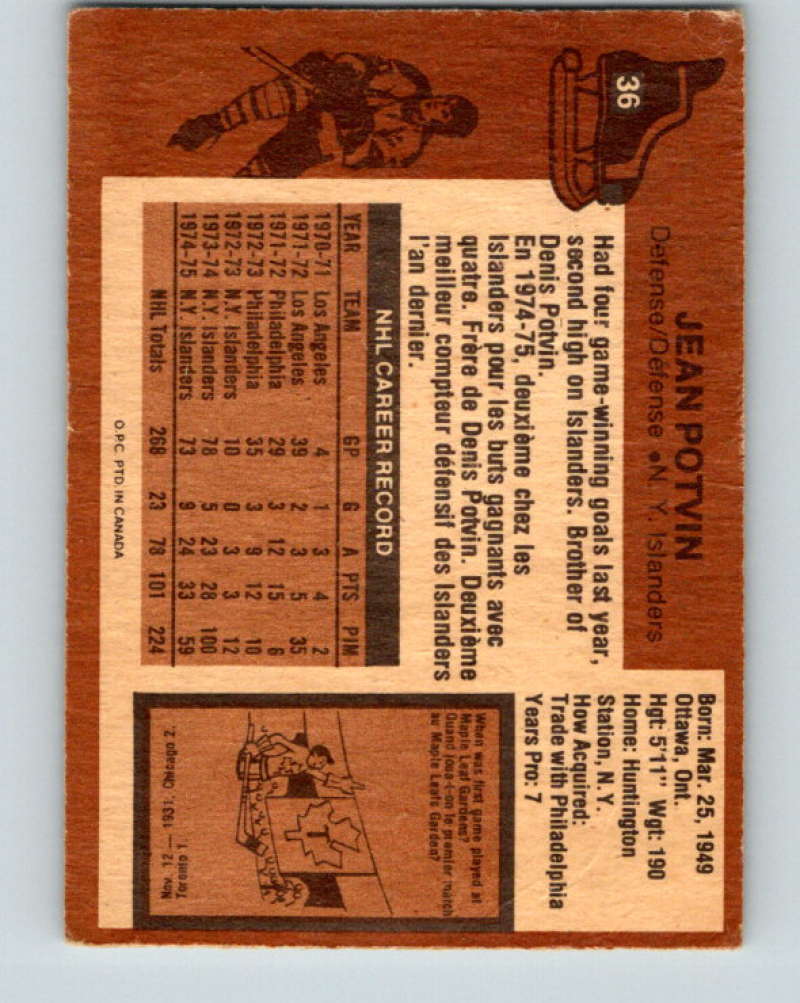 36
JEAN POTVIN
Defense/Défense • N. Y. Islanders
Born: Mar. 25, 1949
Ottawa, Ont.
Hgt: 5'11" Wgt: 190
Home: Huntington
Station, N.Y.
How Acquired:
Trade with Philadelphia
Years Pro: 7
Had four game-winning goals last year,
second high on Islanders. Brother of
Denis Potvin.
En 1974-75, deuxième chez les
Islanders pour les buts gagnants avec
quatre. Frère de Denis Potvin. Deuxième
meilleur compteur défensif des Islanders
l'an dernier.
NHL CAREER RECORD
YEAR TEAM GP G A PTS PIM
1970-71 Los Angeles 4 1 3 4 2
1971-72 Los Angeles 39 2 3 5 35
1971-72 Philadelphia 29 3 12 15 6
1972-73 Philadelphia 35 3 9 12 10
1972-73 N.Y. Islanders 10 0 3 3 12
1973-74 N.Y. Islanders 78 5 23 28 100
1974-75 N.Y. Islanders 73 9 24 33 59
NHL Totals 268 23 78 101 224
When was first game played at
Maple Leaf Gardens?
Quand joua-t-on le premier match
au Maple Leafs Garden?
Nov. 12, 1931. Chicago 2,
Toronto 1.
O.P.C. PTD. IN CANADA